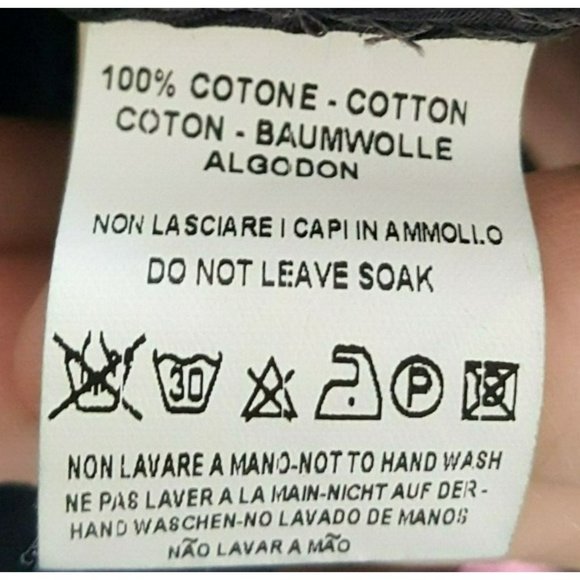 100% COTONE - COTTON
COTON - BAUMWOLLE
ALGODON
NON LASCIARE I CAPI IN AMMOLLO
DO NOT LEAVE SOAK
30 P
NON LAVARE A MANO-NOT TO HAND WASH
NE PAS LAVER A LA MAIN-NICHT AUF DER-
HAND WASCHEN-NO LAVADO DE MANOS
NÃO LAVAR A MÃO